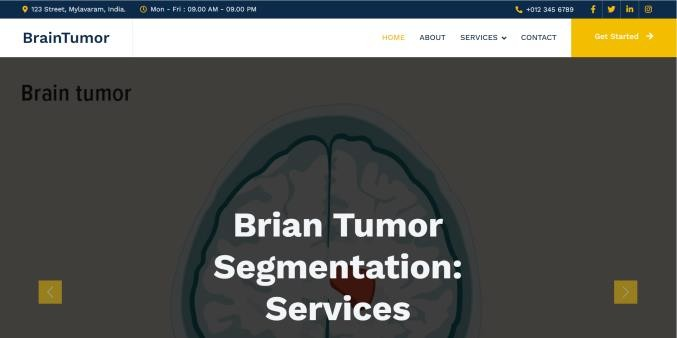 123 Street, Mylavaram, India. Mon - Fri : 09.00 AM - 09.00 PM +012 345 6789
BrainTumor HOME ABOUT SERVICES CONTACT Get Started
Brain tumor
Brian Tumor
Segmentation:
Services